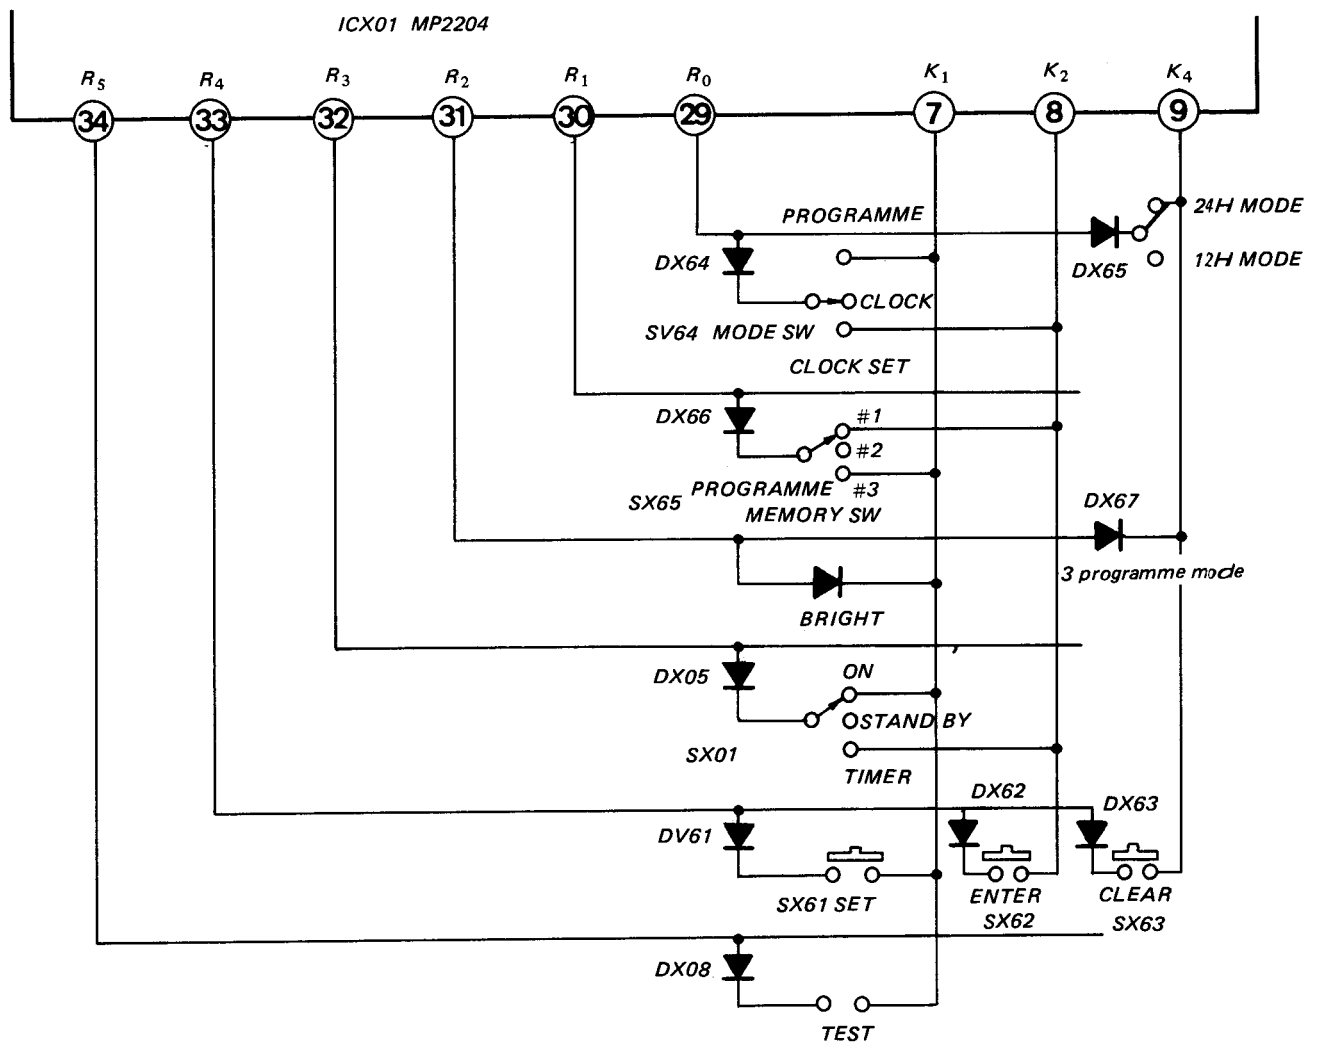 ICX01 MP2204
R5 R4 R3 R2 R1 R0 K1 K2 K4
34 33 32 31 30 29 7 8 9
PROGRAMME
24H MODE
DX64
DX65
12H MODE
CLOCK
SV64 MODE SW
CLOCK SET
DX66
#1
#2
#3
SX65 PROGRAMME
MEMORY SW
DX67
3 programme mode
BRIGHT
DX05
ON
STAND BY
SX01
TIMER
DX62
DX63
DV61
SX61 SET
ENTER
SX62
CLEAR
SX63
DX08
TEST